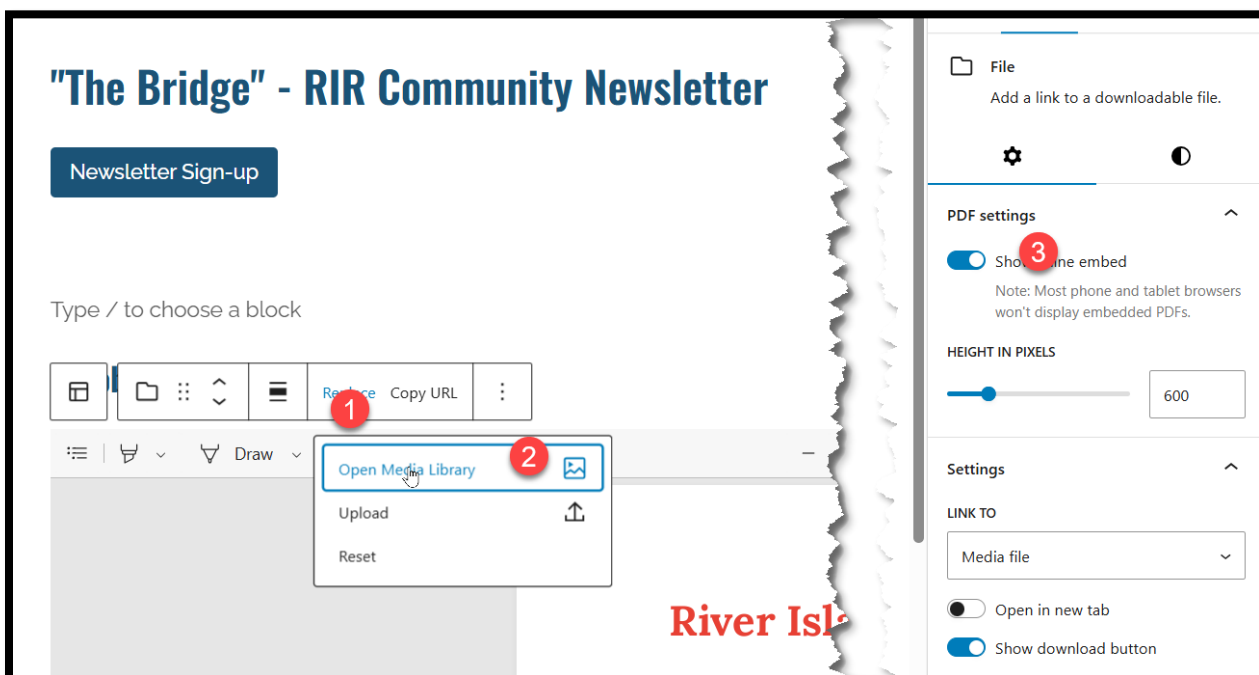 "The Bridge" - RIR Community Newsletter
Newsletter Sign-up
Type / to choose a block
Copy URL
1
Draw
Open Media Library
2
Upload
Reset
River
File
Add a link to a downloadable file.
PDF settings
3
embed
Note: Most phone and tablet browsers
won't display embedded PDFs.
HEIGHT IN PIXELS
600
Settings
LINK TO
Media file
Open in new tab
Show download button